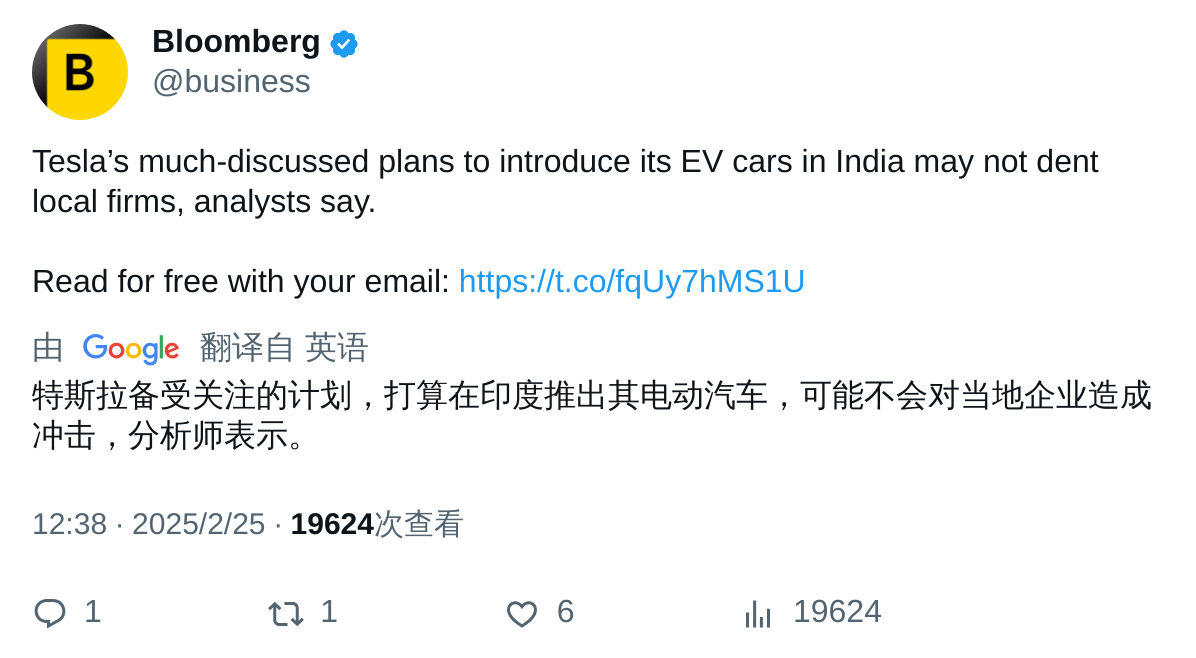 B
Bloomberg
@business
Tesla’s much-discussed plans to introduce its EV cars in India may not dent
local firms, analysts say.
Read for free with your email: https://t.co/fqUy7hMS1U
由 Google 翻译自 英语
特斯拉备受关注的计划，打算在印度推出其电动汽车，可能不会对当地企业造成
冲击，分析师表示。
12:38 · 2025/2/25 · 19624次查看
1 1 6 19624